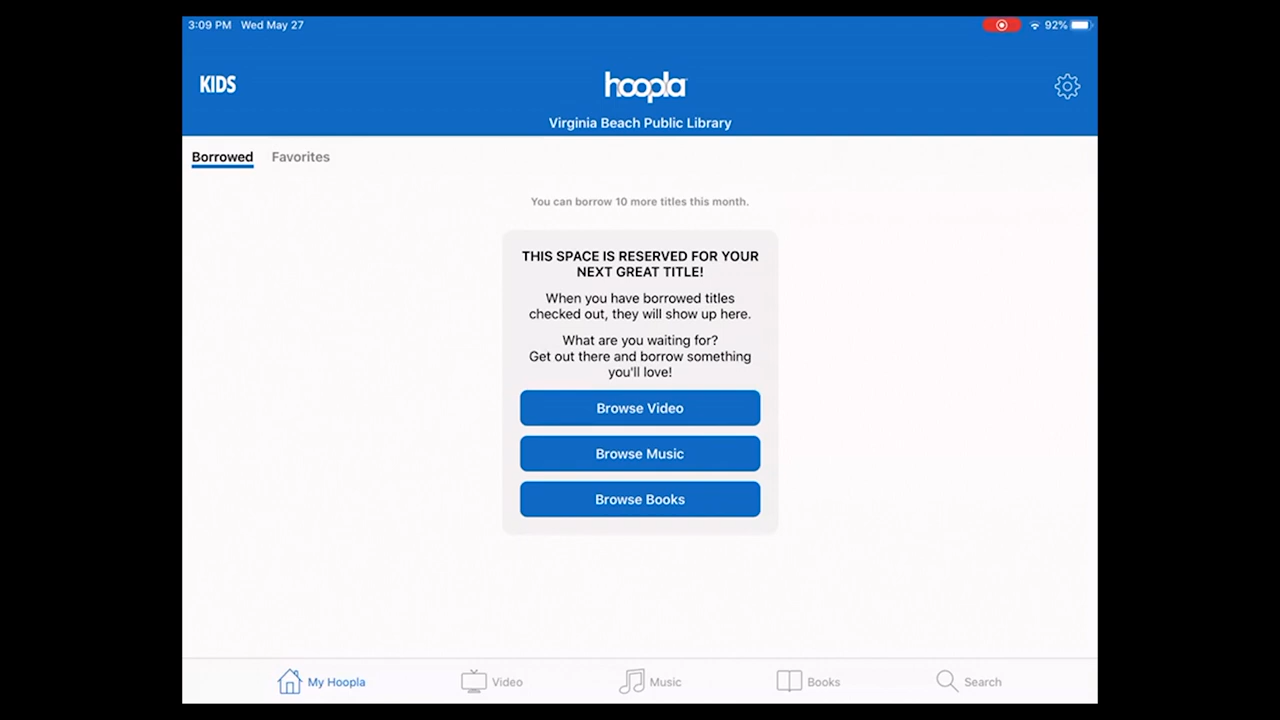 3:09 PM Wed May 27
92%
KIDS
hoopla
Virginia Beach Public Library
Borrowed Favorites
You can borrow 10 more titles this month.
THIS SPACE IS RESERVED FOR YOUR
NEXT GREAT TITLE!
When you have borrowed titles
checked out, they will show up here.
What are you waiting for?
Get out there and borrow something
you'll love!
Browse Video
Browse Music
Browse Books
My Hoopla Video Music Books Search